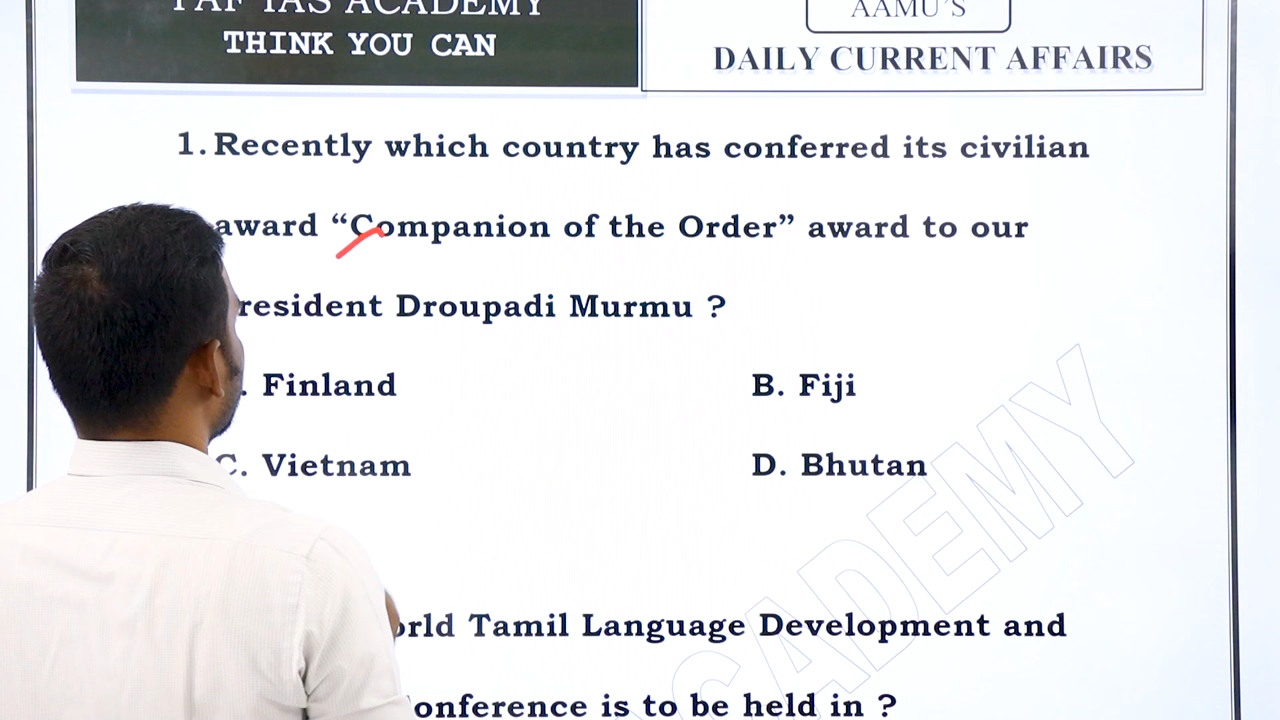 IAS ACADEMY
THINK YOU CAN
AAMU'S
DAILY CURRENT AFFAIRS
1. Recently which country has conferred its civilian
award “Companion of the Order” award to our
resident Droupadi Murmu ?
. Finland
B. Fiji
C. Vietnam
D. Bhutan
orld Tamil Language Development and
onference is to be held in ?
ACADEMY